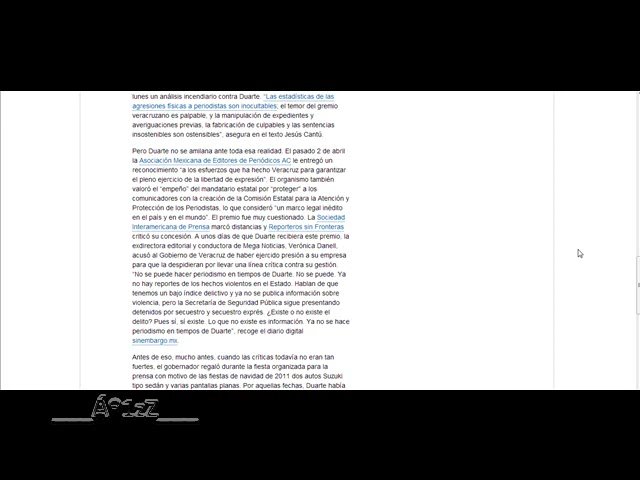 lunes un análisis incendiario contra Duarte. "Las estadísticas de las
agresiones físicas a periodistas son inocultables; el temor del gremio
veracruzano es palpable, y la manipulación de expedientes y
averiguaciones previas, la fabricación de culpables y las sentencias
insostenibles son ostensibles", asegura en el texto Jesús Cantú.
Pero Duarte no se amilana ante toda esa realidad. El pasado 2 de abril
la Asociación Mexicana de Editores de Periódicos AC le entregó un
reconocimiento "a los esfuerzos que ha hecho Veracruz para garantizar
el pleno ejercicio de la libertad de expresión". El organismo también
valoró el "empeño" del mandatario estatal por "proteger" a los
comunicadores con la creación de la Comisión Estatal para la Atención y
Protección de los Periodistas, lo que consideró "un marco legal inédito
en el país y en el mundo". El premio fue muy cuestionado. La Sociedad
Interamericana de Prensa marcó distancias y Reporteros sin Fronteras
criticó su concesión. A unos días de que Duarte recibiera este premio, la
exdirectora editorial y conductora de Mega Noticias, Verónica Danell,
acusó al Gobierno de Veracruz de haber ejercido presión a su empresa
para que la despidieran por llevar una línea crítica contra su gestión.
"No se puede hacer periodismo en tiempos de Duarte. No se puede. Ya
no hay reportes de los hechos violentos en el Estado. Hablan de que
tenemos un bajo índice delictivo y ya no se publica información sobre
violencia, pero la Secretaría de Seguridad Pública sigue presentando
detenidos por secuestro y secuestro exprés. ¿Existe o no existe el
delito? Pues sí, sí existe. Lo que no existe es información. Ya no se hace
periodismo en tiempos de Duarte", recoge el diario digital
sinembargo.mx.
Antes de eso, mucho antes, cuando las críticas todavía no eran tan
fuertes, el gobernador regaló durante la fiesta organizada para la
prensa con motivo de las fiestas de navidad de 2011 dos autos Suzuki
tipo sedán y varias pantallas planas. Por aquellas fechas, Duarte había